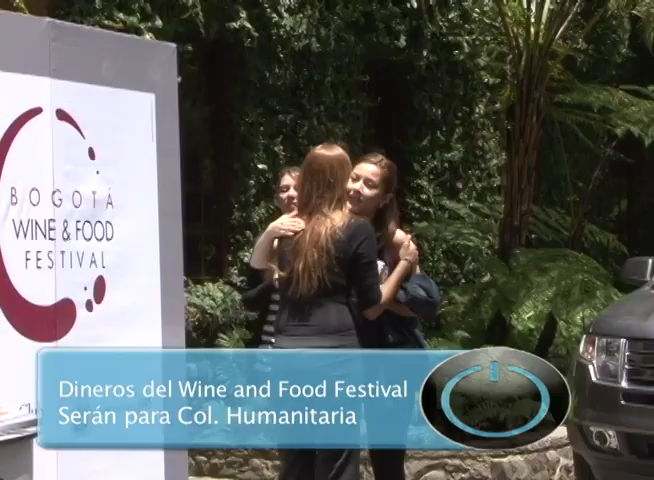 BOGOTÁ
WINE & FOOD
FESTIVAL
Dineros del Wine and Food Festival
Serán para Col. Humanitaria